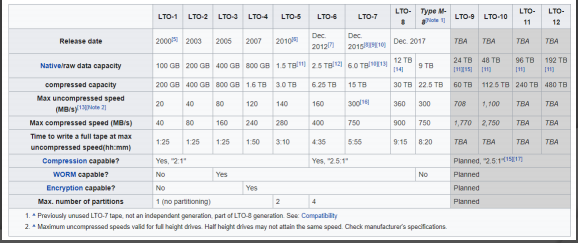 LTO-1 LTO-2 LTO-3 LTO-4 LTO-5 LTO-6 LTO-7 LTO-8 Type M-8[Note 1] LTO-9 LTO-10 LTO-11 LTO-12
Release date 2000[5] 2003 2005 2007 2010[6] Dec. 2012[7] Dec. 2015[8][9][10] Dec. 2017 TBA TBA TBA TBA
Native/raw data capacity 100 GB 200 GB 400 GB 800 GB 1.5 TB[11] 2.5 TB[12] 6.0 TB[10][13] 12 TB [14] 9 TB 24 TB [11][15] 48 TB [11] 96 TB [11] 192 TB [11]
compressed capacity 200 GB 400 GB 800 GB 1.6 TB 3.0 TB 6.25 TB 15 TB 30 TB 22.5 TB 60 TB 112.5 TB 240 TB 480 TB
Max uncompressed speed (MB/s)[13][Note 2] 20 40 80 120 140 160 300[16] 360 300 708 1,100 TBA TBA
Max compressed speed (MB/s) 40 80 160 240 280 400 750 900 750 1,770 2,750 TBA TBA
Time to write a full tape at max uncompressed speed(hh:mm) 1:25 1:25 1:25 1:50 3:10 4:35 5:55 9:15 8:20 TBA TBA TBA TBA
Compression capable? Yes, "2:1" Yes, "2.5:1" Planned, "2.5:1"[15][17]
WORM capable? No Yes No Planned
Encryption capable? No Yes Planned
Max. number of partitions 1 (no partitioning) 2 4 Planned
1. ^ Previously unused LTO-7 tape, not an independent generation, part of LTO-8 generation. See: Compatibility
2. ^ Maximum uncompressed speeds valid for full height drives. Half height drives may not attain the same speed. Check manufacturer's specifications.